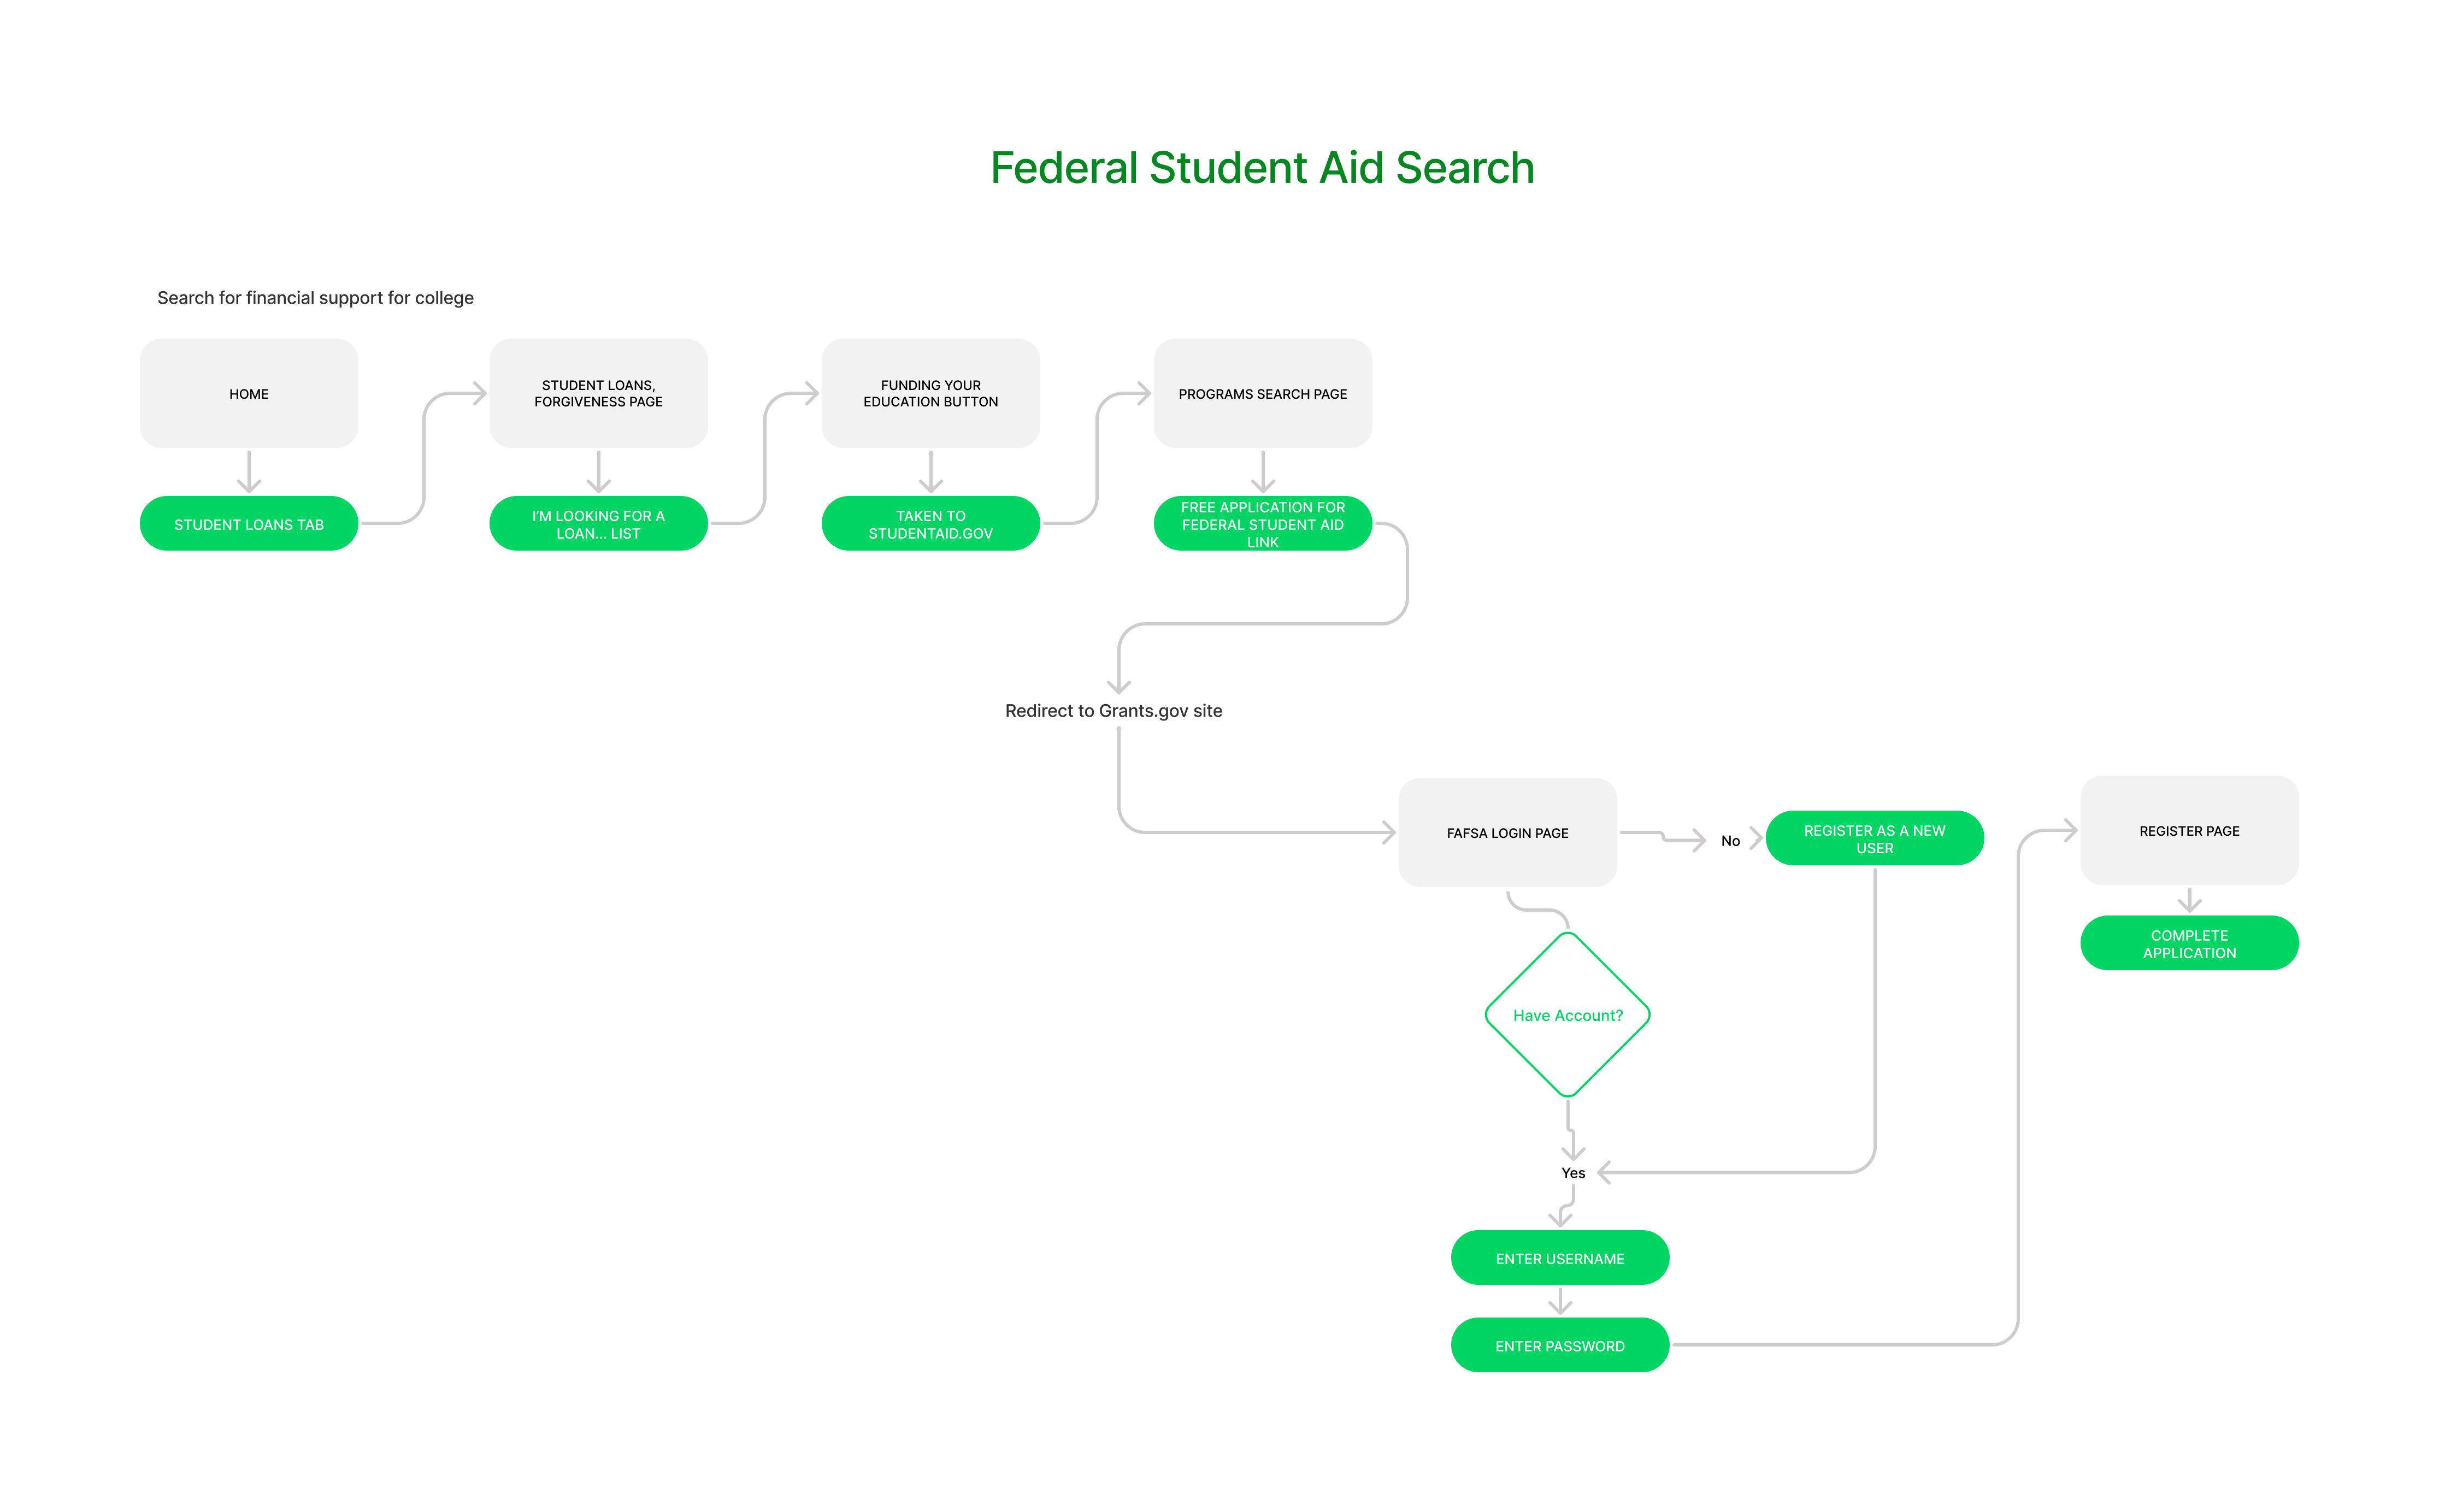 Federal Student Aid Search
Search for financial support for college
HOME
STUDENT LOANS,
FORGIVENESS PAGE
FUNDING YOUR
EDUCATION BUTTON
PROGRAMS SEARCH PAGE
STUDENT LOANS TAB
I’M LOOKING FOR A
LOAN... LIST
TAKEN TO
STUDENTAID.GOV
FREE APPLICATION FOR
FEDERAL STUDENT AID
LINK
Redirect to Grants.gov site
FAFSA LOGIN PAGE
No
REGISTER AS A NEW
USER
REGISTER PAGE
COMPLETE
APPLICATION
Have Account?
Yes
ENTER USERNAME
ENTER PASSWORD